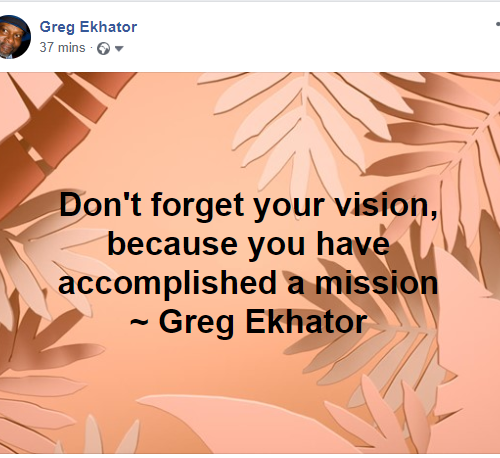 Greg Ekhator
37 mins ·
Don't forget your vision,
because you have
accomplished a mission
~ Greg Ekhator